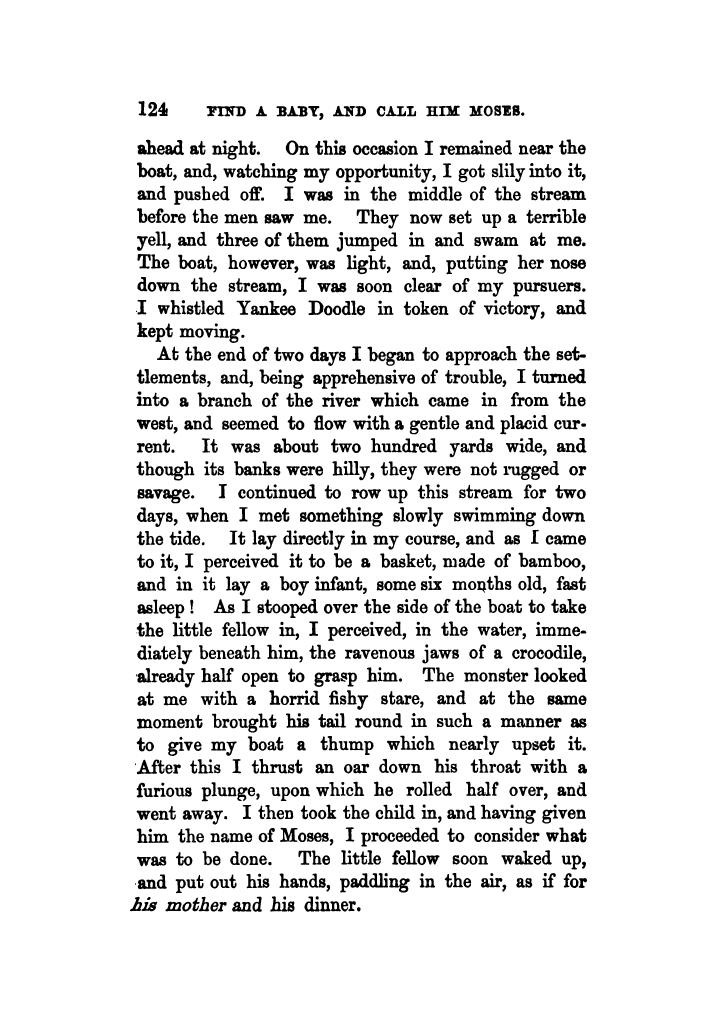 124 FIND A BABY, AND CALL HIM MOSES.
ahead at night. On this occasion I remained near the
boat, and, watching my opportunity, I got slily into it,
and pushed off. I was in the middle of the stream
before the men saw me. They now set up a terrible
yell, and three of them jumped in and swam at me.
The boat, however, was light, and, putting her nose
down the stream, I was soon clear of my pursuers.
I whistled Yankee Doodle in token of victory, and
kept moving.
At the end of two days I began to approach the set-
tlements, and, being apprehensive of trouble, I turned
into a branch of the river which came in from the
west, and seemed to flow with a gentle and placid cur-
rent. It was about two hundred yards wide, and
though its banks were hilly, they were not rugged or
savage. I continued to row up this stream for two
days, when I met something slowly swimming down
the tide. It lay directly in my course, and as I came
to it, I perceived it to be a basket, made of bamboo,
and in it lay a boy infant, some six months old, fast
asleep! As I stooped over the side of the boat to take
the little fellow in, I perceived, in the water, imme-
diately beneath him, the ravenous jaws of a crocodile,
already half open to grasp him. The monster looked
at me with a horrid fishy stare, and at the same
moment brought his tail round in such a manner as
to give my boat a thump which nearly upset it.
After this I thrust an oar down his throat with a
furious plunge, upon which he rolled half over, and
went away. I then took the child in, and having given
him the name of Moses, I proceeded to consider what
was to be done. The little fellow soon waked up,
and put out his hands, paddling in the air, as if for
his mother and his dinner.